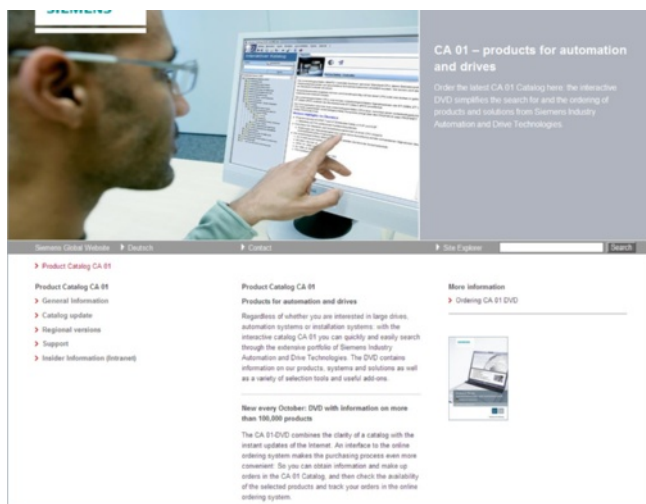 SIEMENS
CA 01 – products for automation
and drives
Order the latest CA 01 Catalog here: the interactive
DVD simplifies the search for and the ordering of
products and solutions from Siemens Industry
Automation and Drive Technologies.
Siemens Global Website Deutsch Contact Site Explorer Search
Product Catalog CA 01
Product Catalog CA 01
General Information
Catalog update
Regional versions
Support
Insider Information (Intranet)
Product Catalog CA 01
Products for automation and drives
Regardless of whether you are interested in large drives,
automation systems or installation systems: with the
interactive catalog CA 01 you can quickly and easily search
through the extensive portfolio of Siemens Industry
Automation and Drive Technologies. The DVD contains
information on our products, systems and solutions as well
as a variety of selection tools and useful add-ons.
New every October: DVD with information on more
than 100,000 products
The CA 01-DVD combines the clarity of a catalog with the
instant updates of the Internet. An interface to the online
ordering system makes the purchasing process even more
convenient: So you can obtain information and make up
orders in the CA 01 Catalog, and then check the availability
of the selected products and track your orders in the online
ordering system.
More information
Ordering CA 01 DVD